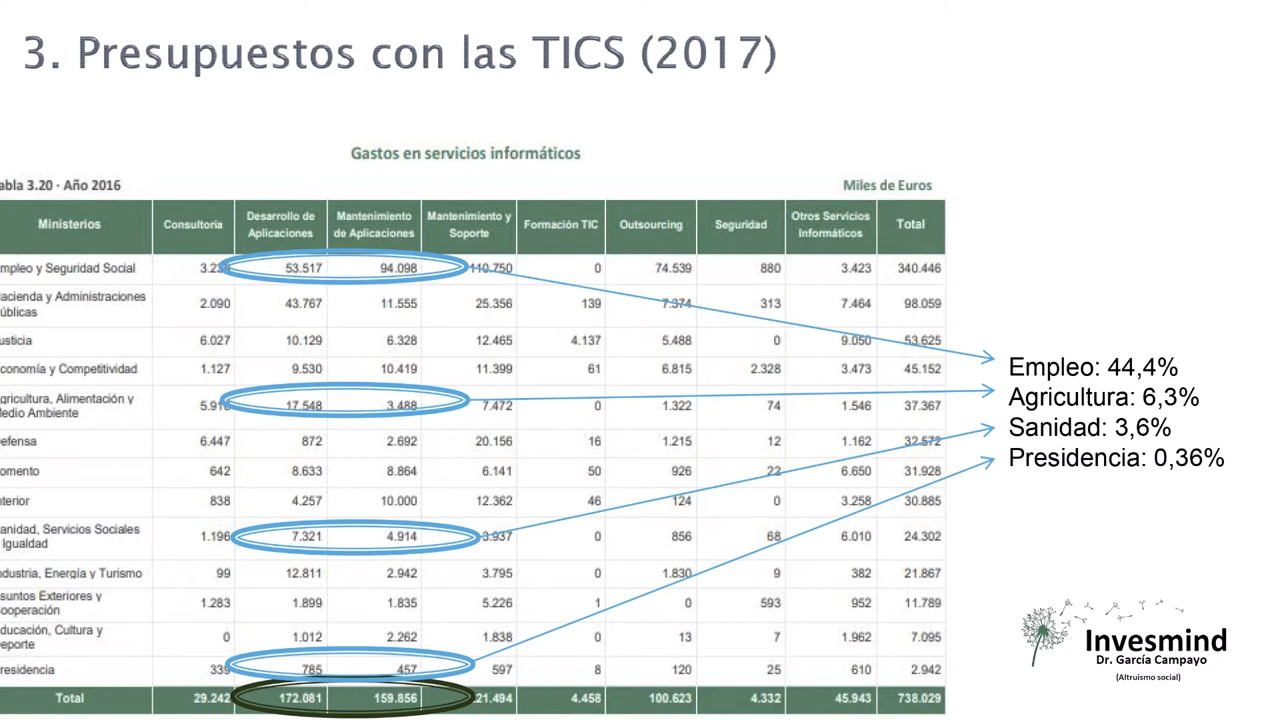 3. Presupuestos con las TICS (2017)
Gastos en servicios informáticos
abla 3.20 · Año 2016 Miles de Euros
Ministerios Consultoría Desarrollo de Aplicaciones Mantenimiento de Aplicaciones Mantenimiento y Soporte Formación TIC Outsourcing Seguridad Otros Servicios Informáticos Total
mpleo y Seguridad Social 53.517 94.098 110.750 0 74.539 880 3.423 340.446
acienda y Administraciones
úblicas 2.090 43.767 11.555 25.356 139 7.374 313 7.464 98.059
usticia 6.027 10.129 6.328 12.465 4.137 5.488 0 9.050 53.625
conomía y Competitividad 1.127 9.530 10.419 11.399 61 6.815 2.328 3.473 45.152
gricultura, Alimentación y
Medio Ambiente 17.548 3.488 7.472 0 1.322 74 1.546 37.367
efensa 6.447 872 2.692 20.156 16 1.215 12 1.162 32.572
omento 642 8.633 8.864 6.141 50 926 22 6.650 31.928
nterior 838 4.257 10.000 12.362 46 124 0 3.258 30.885
anidad, Servicios Sociales
Igualdad 1.196 7.321 4.914 3.937 0 856 68 6.010 24.302
ndustria, Energía y Turismo 99 12.811 2.942 3.795 0 1.830 9 382 21.867
suntos Exteriores y
ooperación 1.283 1.899 1.835 5.226 1 0 593 952 11.789
ducación, Cultura y
eporte 0 1.012 2.262 1.838 0 13 7 1.962 7.095
residencia 339 785 457 597 8 120 25 610 2.942
Total 29.242 172.081 159.856 21.494 4.458 100.623 4.332 45.943 738.029
Empleo: 44,4%
Agricultura: 6,3%
Sanidad: 3,6%
Presidencia: 0,36%
Invesmind
Dr. García Campayo
(Altruismo social)